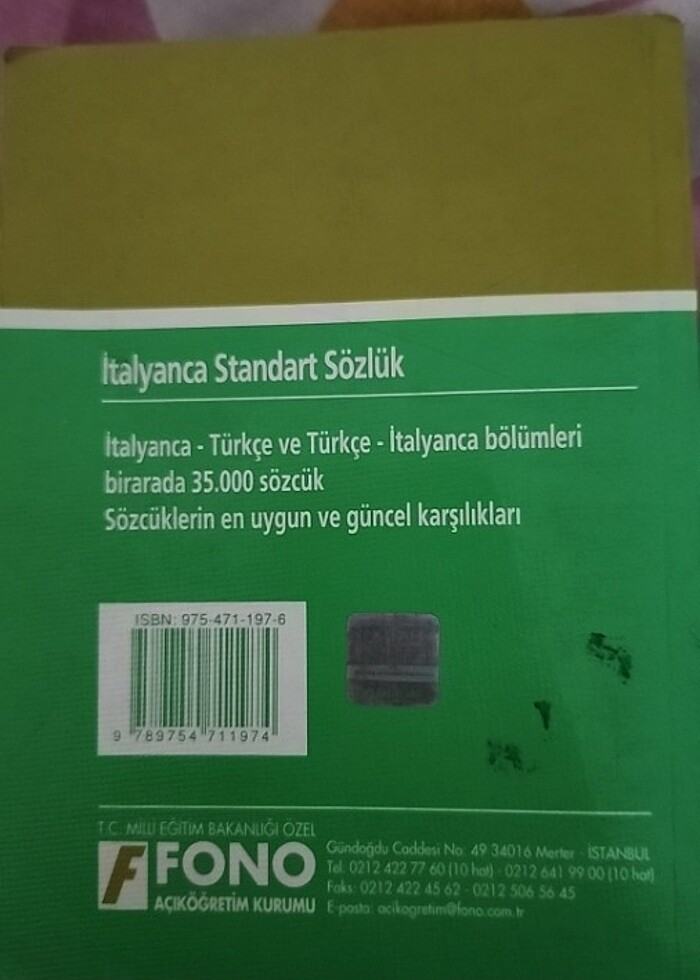 İtalyanca Standart Sözlük
İtalyanca - Türkçe ve Türkçe - İtalyanca bölümleri
birarada 35.000 sözcük
Sözcüklerin en uygun ve güncel karşılıkları
ISBN: 975-471-197-6
9 789754 711974
T.C. MİLLİ EĞİTİM BAKANLIĞI ÖZEL
F FONO
AÇIKÖĞRETİM KURUMU
Gündoğdu Caddesi No: 49 34016 Merter - İSTANBUL
Tel: 0212 422 77 60 (10 hat) - 0212 641 99 00 (10 hat)
Faks: 0212 422 45 62 - 0212 506 56 45
E-posta: acikogretim@fono.com.tr